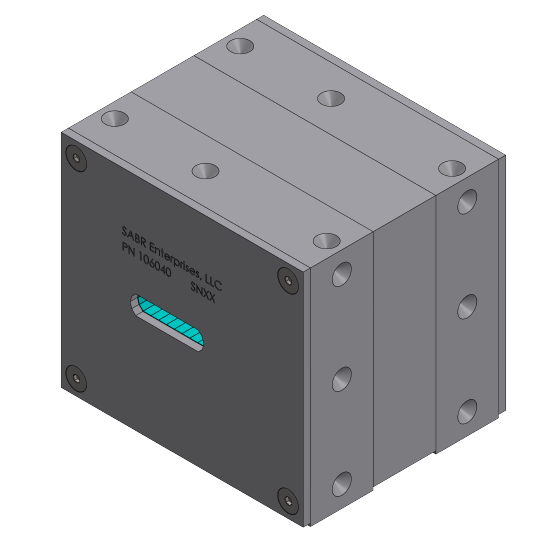 SABR Enterprises, LLC
PN 106040
SNXX